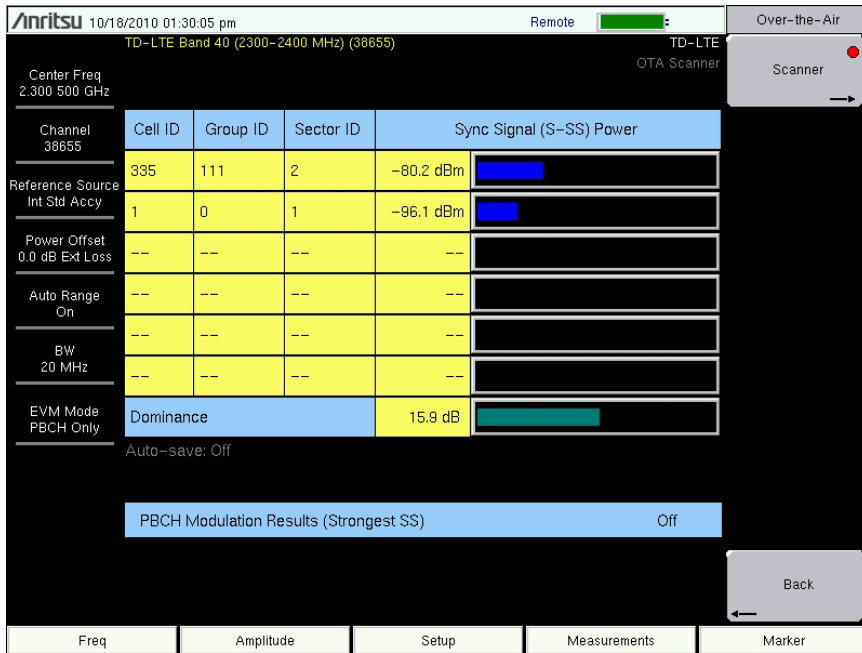 Anritsu 10/18/2010 01:30:05 pm Remote Over-the-Air
TD-LTE Band 40 (2300-2400 MHz) (38655) TD-LTE
OTA Scanner
Scanner
Center Freq
2.300 500 GHz
Channel
38655
Reference Source
Int Std Accy
Power Offset
0.0 dB Ext Loss
Auto Range
On
BW
20 MHz
EVM Mode
PBCH Only
Cell ID Group ID Sector ID Sync Signal (S-SS) Power
335 111 2 -80.2 dBm
1 0 1 -96.1 dBm
-- -- -- --
-- -- -- --
-- -- -- --
-- -- -- --
Dominance 15.9 dB
Auto-save: Off
PBCH Modulation Results (Strongest SS) Off
Back
Freq Amplitude Setup Measurements Marker